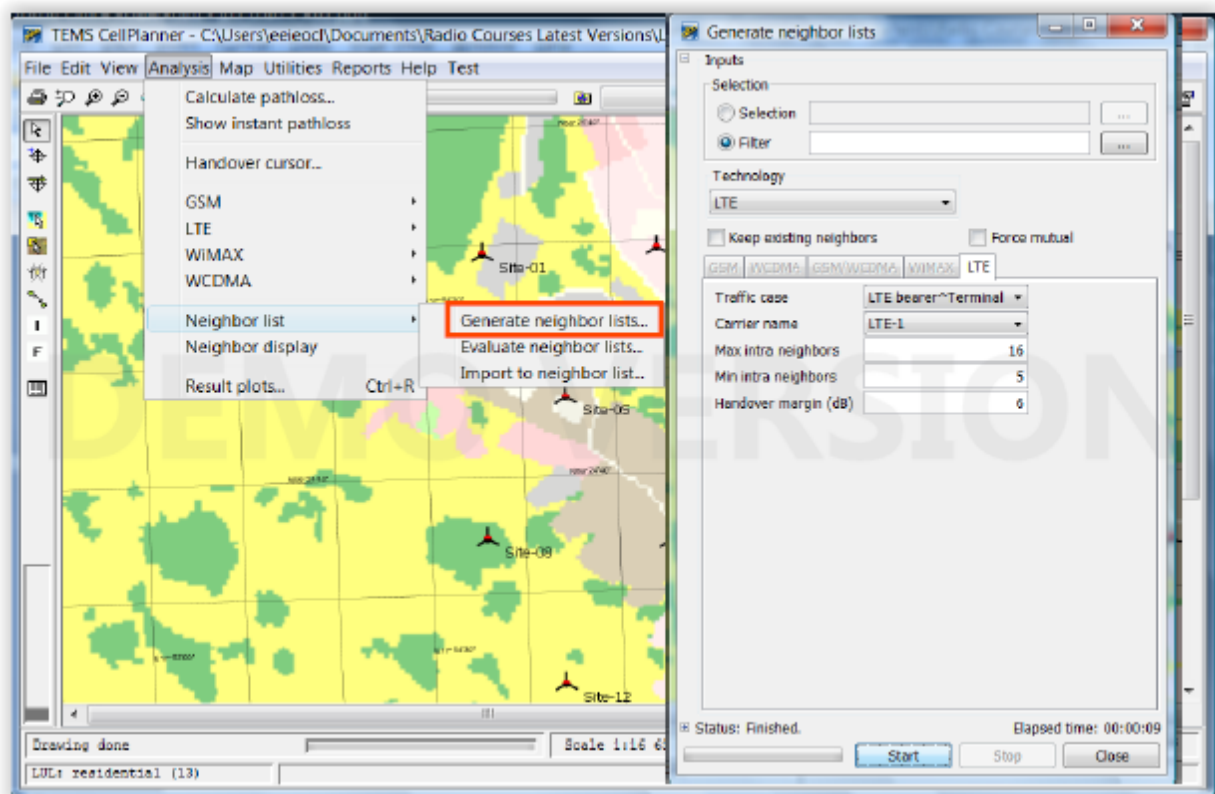 TEMS CellPlanner - C:\Users\eeieocl\Documents\Radio Courses Latest Versions\L
File Edit View Analysis Map Utilities Reports Help Test
Calculate pathloss...
Show instant pathloss
Handover cursor...
GSM
LTE
WiMAX
WCDMA
Neighbor list
Neighbor display
Result plots... Ctrl+R
Generate neighbor lists...
Evaluate neighbor lists...
Import to neighbor list...
Site-01
Site-05
Site-09
Site-12
I
F
Drawing done
Scale 1:16
LUL: residential (13)
Generate neighbor lists
Inputs
Selection
Selection ...
Filter ...
Technology
LTE
Keep existing neighbors Force mutual
GSM WCDMA GSM/WCDMA WiMAX LTE
Traffic case LTE bearer~Terminal
Carrier name LTE-1
Max intra neighbors 16
Min intra neighbors 5
Handover margin (dB) 6
Status: Finished. Elapsed time: 00:00:09
Start Stop Close
DEMO VERSION